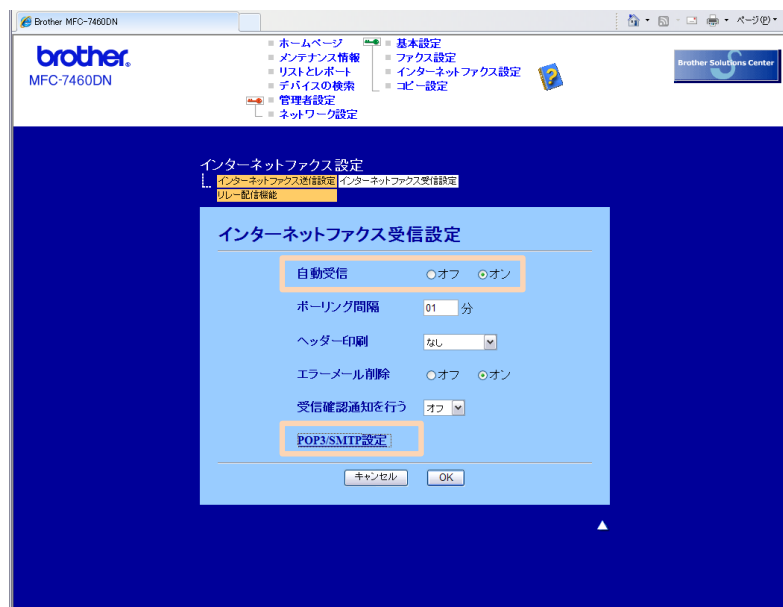 Brother MFC-7460DN
ページ(P)
brother
MFC-7460DN
ホームページ
メンテナンス情報
リストとレポート
デバイスの検索
管理者設定
ネットワーク設定
基本設定
ファクス設定
インターネットファクス設定
コピー設定
Brother Solutions Center
インターネットファクス設定
インターネットファクス送信設定 インターネットファクス受信設定
リレー配信機能
インターネットファクス受信設定
自動受信 オフ オン
ポーリング間隔 01 分
ヘッダー印刷 なし
エラーメール削除 オフ オン
受信確認通知を行う オフ
POP3/SMTP設定
キャンセル OK